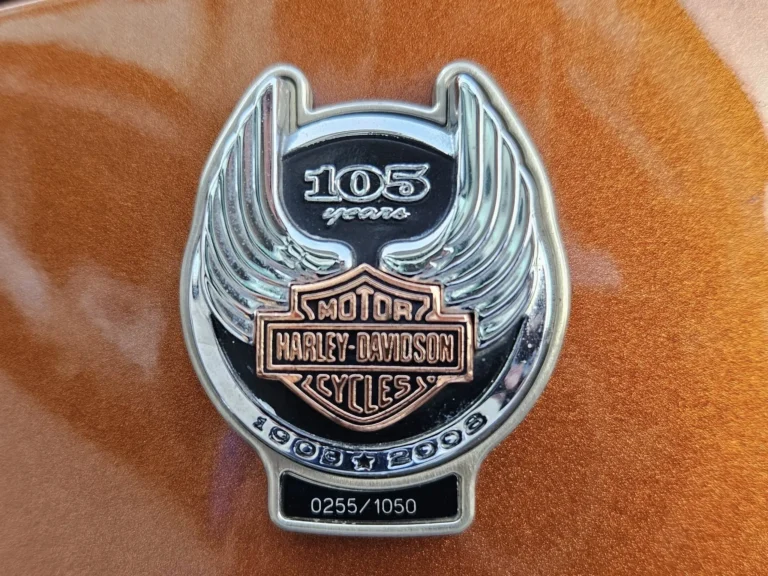 105
years
MOTOR
HARLEY-DAVIDSON
CYCLES
1903 ★ 2008
0255/1050